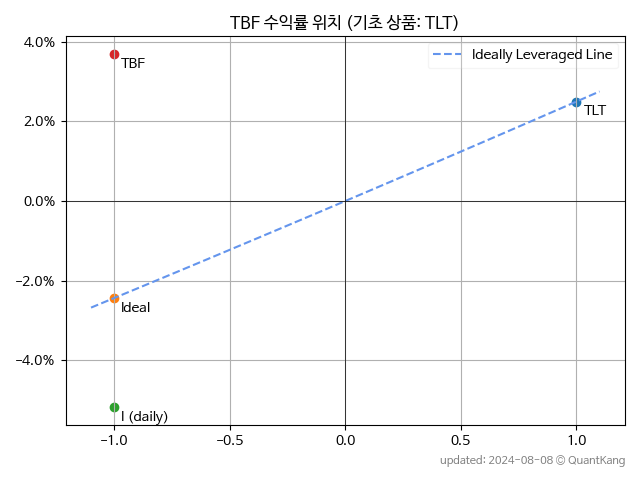 TBF 수익률 위치 (기초 상품: TLT)
4.0%
2.0%
0.0%
−2.0%
−4.0%
Ideally Leveraged Line
TBF
TLT
Ideal
I (daily)
−1.0
−0.5
0.0
0.5
1.0
updated: 2024-08-08 © QuantKang